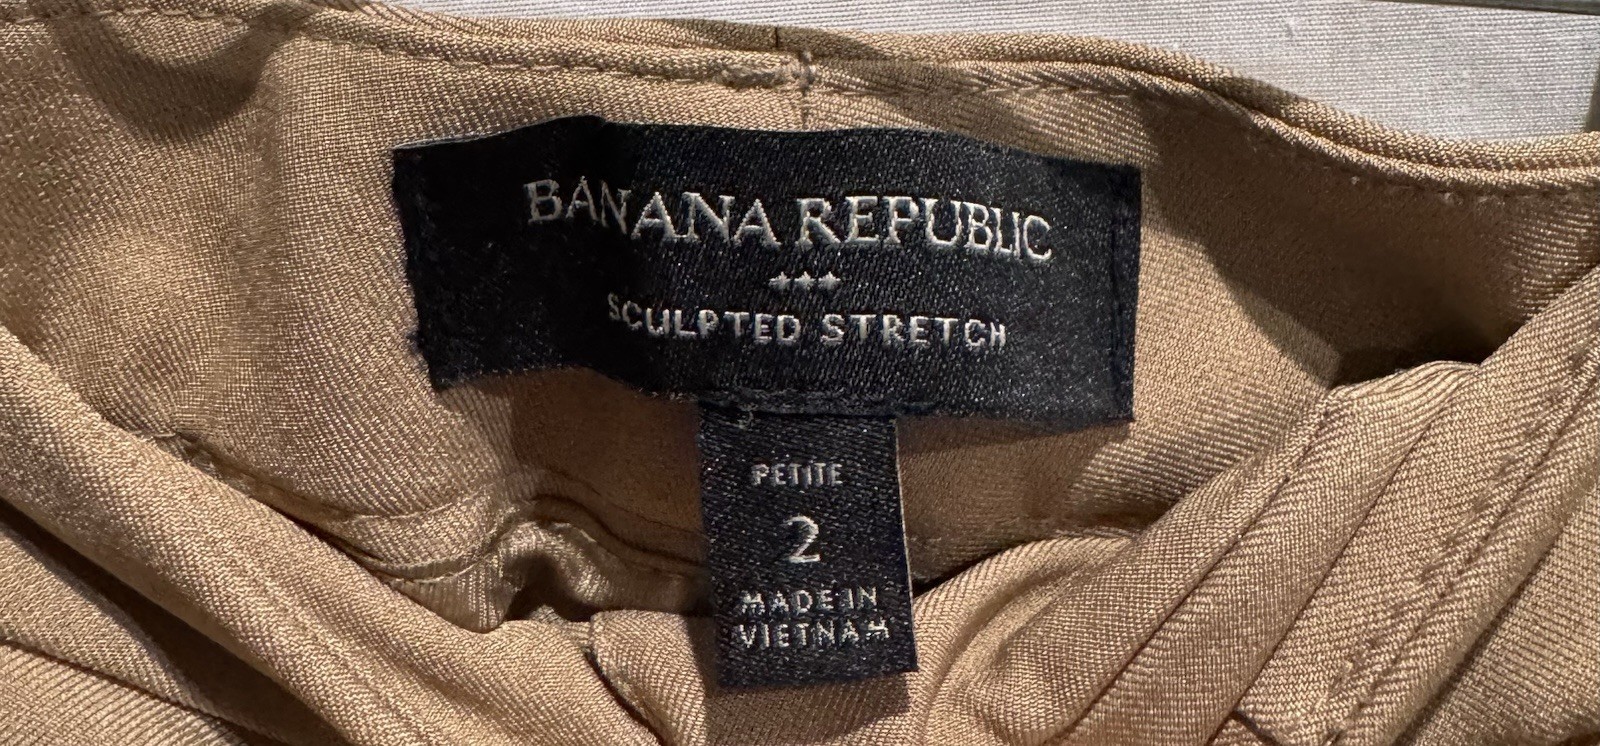 BANANA REPUBLIC
SCULPTED STRETCH
PETITE
2
MADE IN
VIETNAM